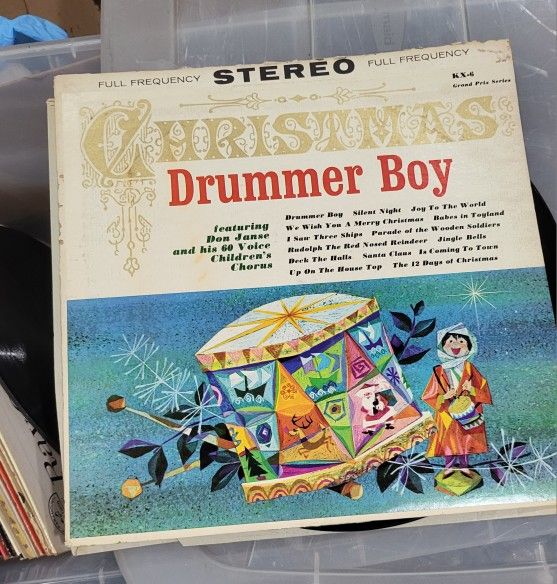 FULL FREQUENCY STEREO FULL FREQUENCY
KX-6
Grand Prix Series
CHRISTMAS
Drummer Boy
featuring
Don Janse
and his 60 Voice
Children's
Chorus
Drummer Boy Silent Night Joy To The World
We Wish You A Merry Christmas Babes in Toyland
I Saw Three Ships Parade of the Wooden Soldiers
Rudolph The Red Nosed Reindeer Jingle Bells
Deck The Halls Santa Claus Is Coming To Town
Up On The House Top The 12 Days of Christmas